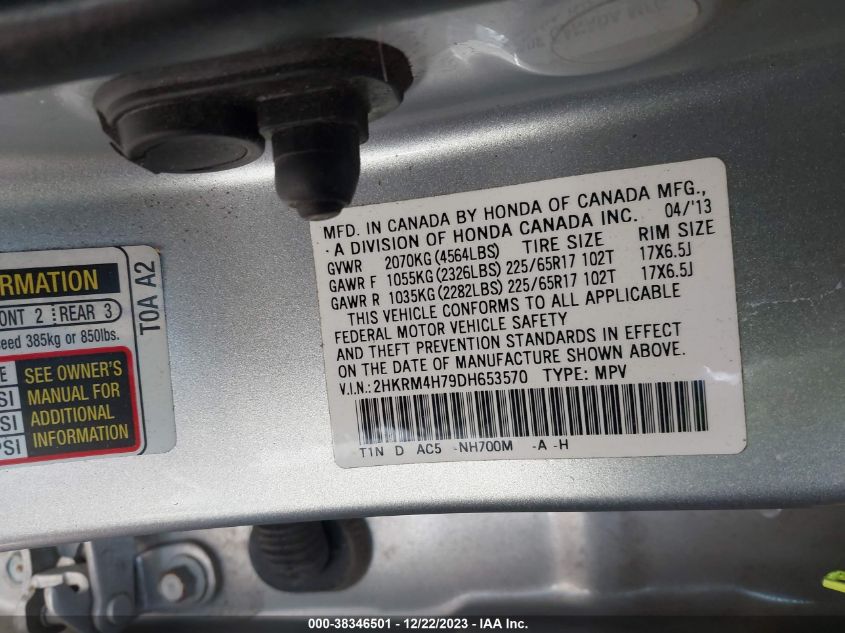 CANADA MFG.
MFD. IN CANADA BY HONDA OF CANADA MFG.,
· A DIVISION OF HONDA CANADA INC. 04/'13
GVWR 2070KG (4564LBS) TIRE SIZE RIM SIZE
GAWR F 1055KG (2326LBS) 225/65R17 102T 17X6.5J
GAWR R 1035KG (2282LBS) 225/65R17 102T 17X6.5J
THIS VEHICLE CONFORMS TO ALL APPLICABLE
FEDERAL MOTOR VEHICLE SAFETY
AND THEFT PREVENTION STANDARDS IN EFFECT
ON THE DATE OF MANUFACTURE SHOWN ABOVE.
V.I.N.: 2HKRM4H79DH653570 TYPE: MPV
T1N D AC5 -NH700M -A -H
RMATION
ONT 2 REAR 3
eed 385kg or 850lbs.
T0A A2
E SEE OWNER'S
SI MANUAL FOR
SI ADDITIONAL
PSI INFORMATION
000-38346501 - 12/22/2023 - IAA Inc.